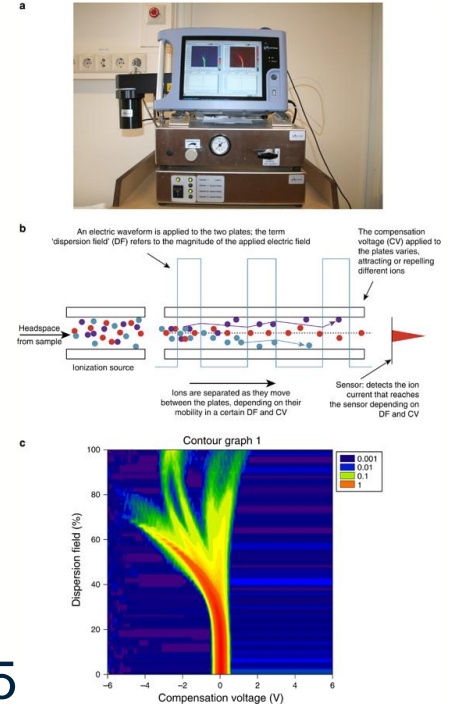 a
b
An electric waveform is applied to the two plates; the term
'dispersion field' (DF) refers to the magnitude of the applied electric
field
The compensation
voltage (CV) applied to
the plates varies,
attracting or repelling
different ions
Headspace
from sample
Ionization source
Ions are separated as they move
between the plates, depending on their
mobility in a certain DF and CV
Sensor: detects the ion
current that reaches
the sensor depending on
DF and CV
c
Contour graph 1
100
80
60
40
20
0
Dispersion field (%)
−6
−4
−2
0
2
4
6
Compensation voltage (V)
0.001
0.01
0.1
1
5